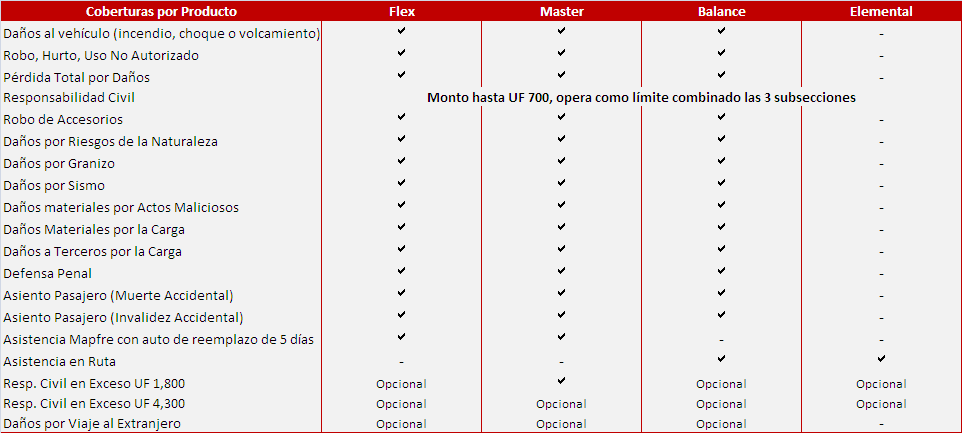 Coberturas por Producto Flex Master Balance Elemental
Daños al vehículo (incendio, choque o volcamiento) ✓ ✓ ✓ -
Robo, Hurto, Uso No Autorizado ✓ ✓ ✓ -
Pérdida Total por Daños ✓ ✓ ✓ -
Responsabilidad Civil Monto hasta UF 700, opera como límite combinado las 3 subsecciones
Robo de Accesorios ✓ ✓ ✓ -
Daños por Riesgos de la Naturaleza ✓ ✓ ✓ -
Daños por Granizo ✓ ✓ ✓ -
Daños por Sismo ✓ ✓ ✓ -
Daños materiales por Actos Maliciosos ✓ ✓ ✓ -
Daños Materiales por la Carga ✓ ✓ ✓ -
Daños a Terceros por la Carga ✓ ✓ ✓ -
Defensa Penal ✓ ✓ ✓ -
Asiento Pasajero (Muerte Accidental) ✓ ✓ ✓ -
Asiento Pasajero (Invalidez Accidental) ✓ ✓ ✓ -
Asistencia Mapfre con auto de reemplazo de 5 días ✓ ✓ - -
Asistencia en Ruta - - ✓ ✓
Resp. Civil en Exceso UF 1,800 Opcional ✓ Opcional Opcional
Resp. Civil en Exceso UF 4,300 Opcional Opcional Opcional Opcional
Daños por Viaje al Extranjero Opcional Opcional Opcional -